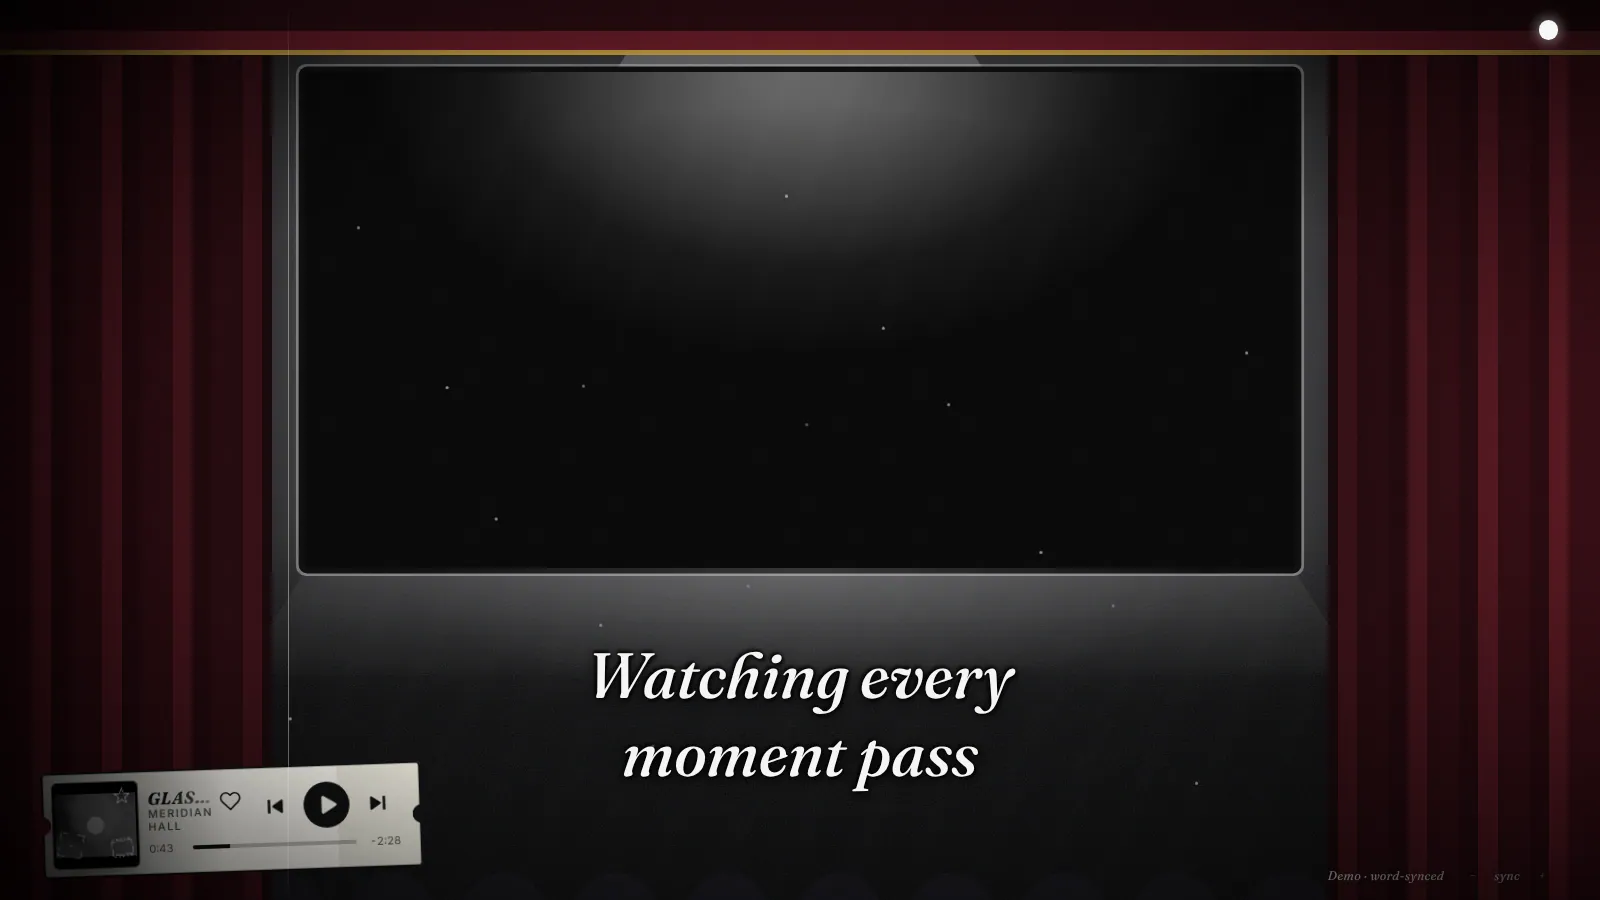 Watching every
moment pass
GLAS...
MERIDIAN
HALL
0:43
-2:28
Demo · word-synced
sync